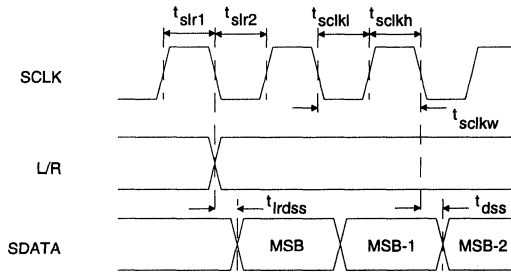 tslr1 tslr2 tsclkl tsclkh
SCLK
tsclkw
L/R
tlrdss tdss
SDATA MSB MSB-1 MSB-2